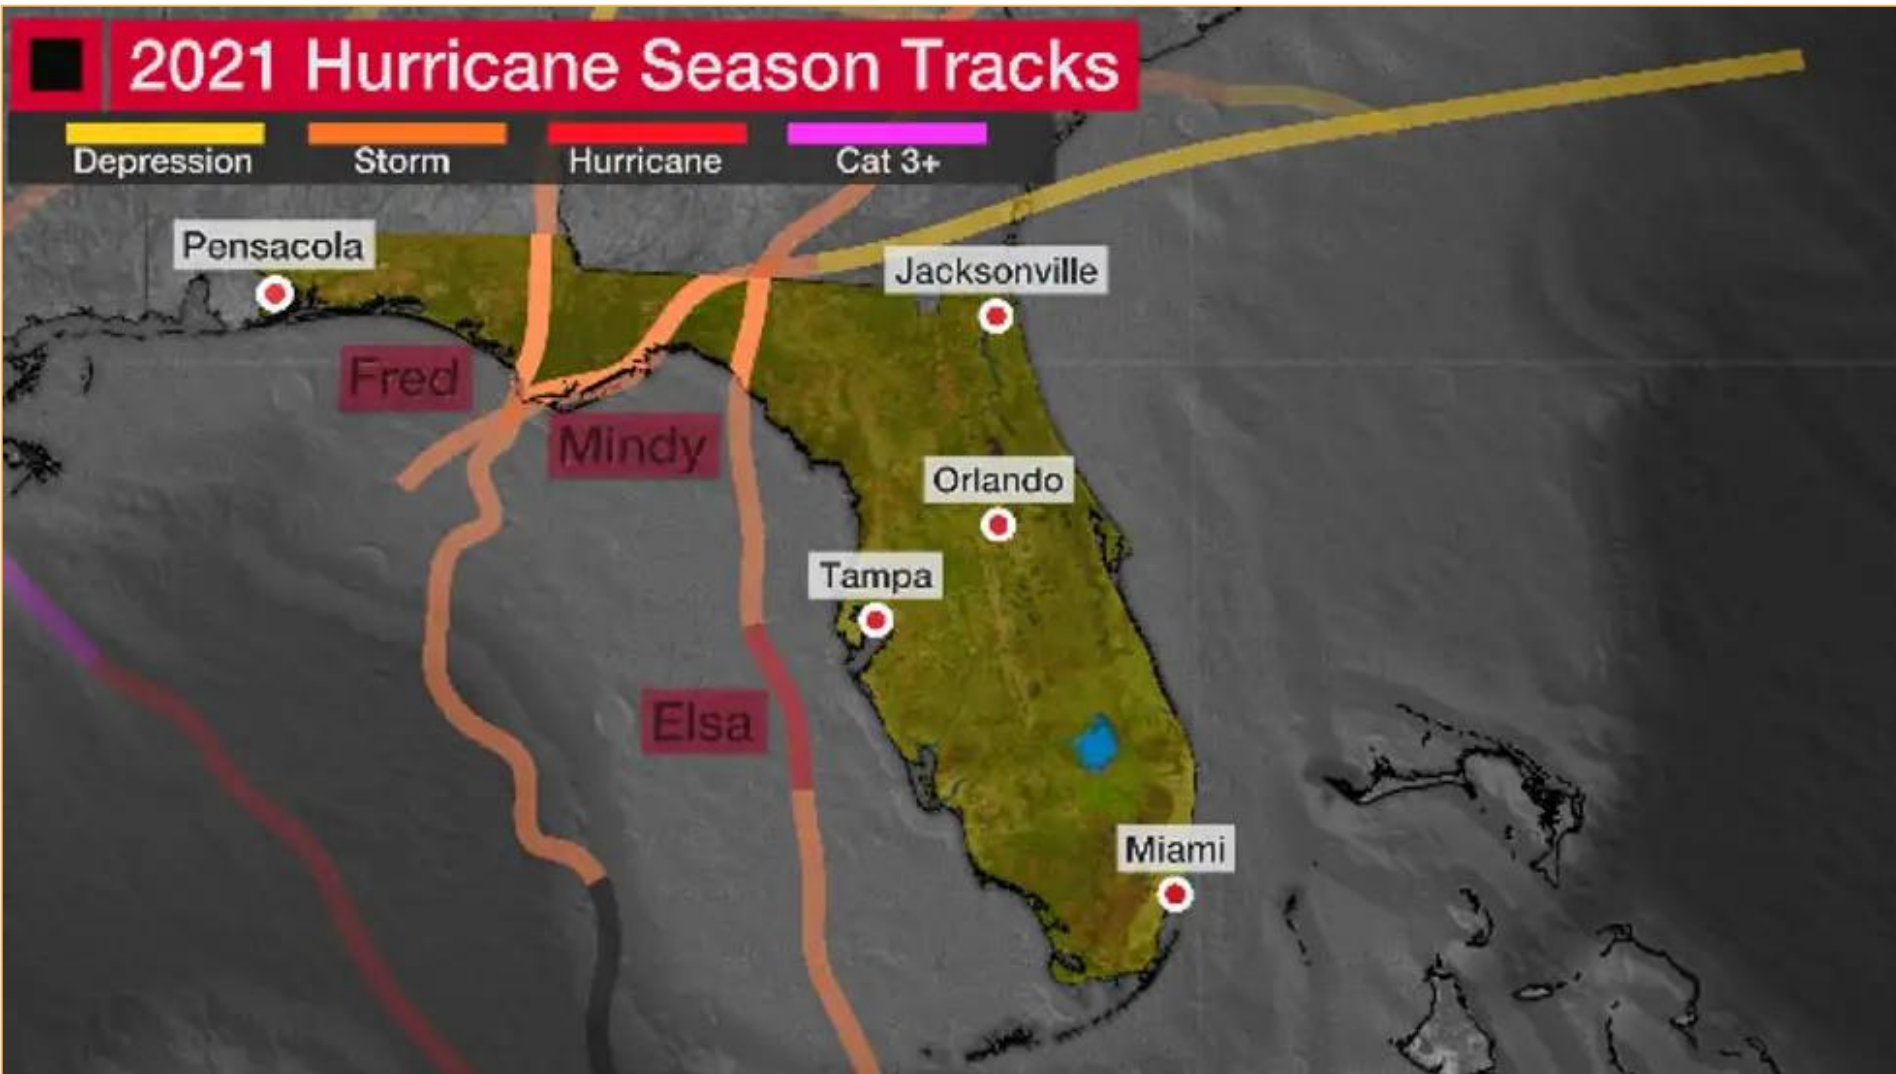 2021 Hurricane Season Tracks
Depression
Storm
Hurricane
Cat 3+
Pensacola
Jacksonville
Fred
Mindy
Orlando
Tampa
Elsa
Miami